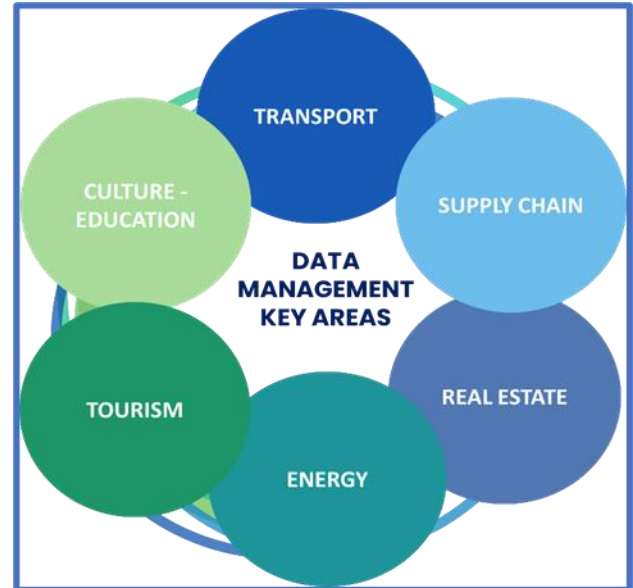 TRANSPORT
CULTURE -
EDUCATION
SUPPLY CHAIN
DATA
MANAGEMENT
KEY AREAS
TOURISM
REAL ESTATE
ENERGY